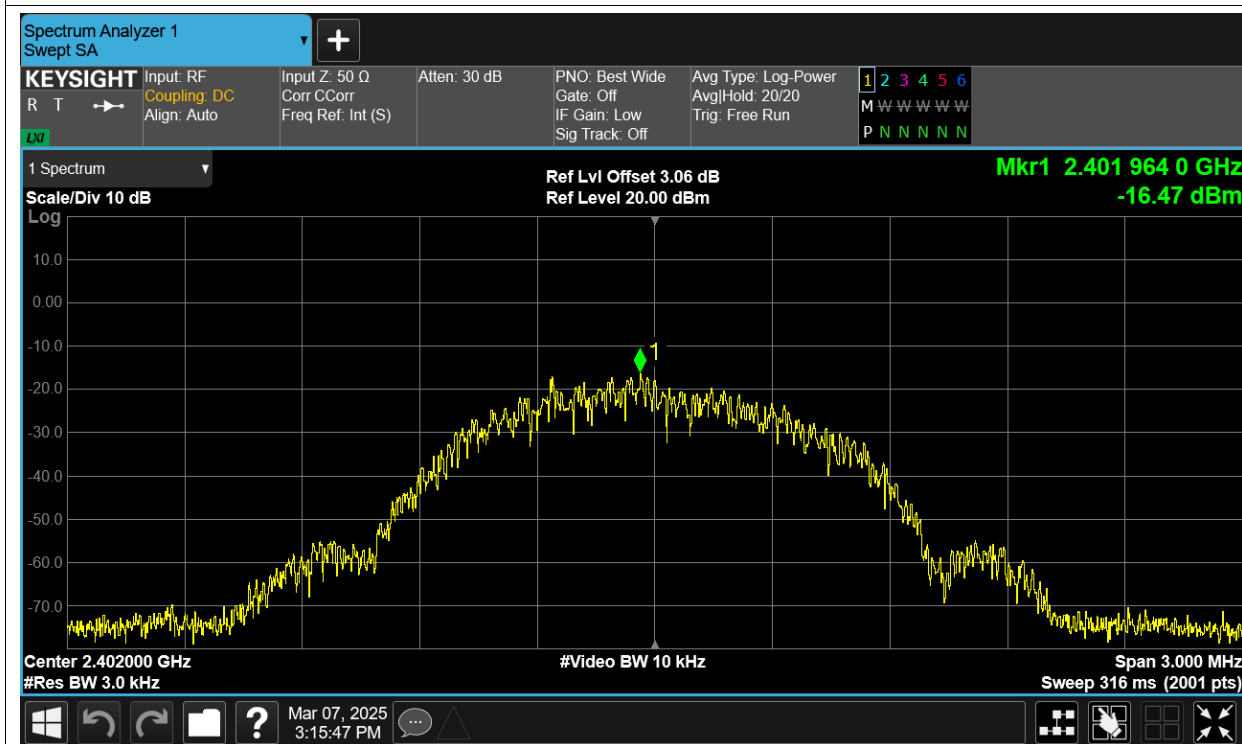 Spectrum Analyzer 1
Swept SA
+
KEYSIGHT
R T
LXI
Input: RF
Coupling: DC
Align: Auto
Input Z: 50 Ω
Corr CCorr
Freq Ref: Int (S)
Atten: 30 dB
PNO: Best Wide
Gate: Off
IF Gain: Low
Sig Track: Off
Avg Type: Log-Power
Avg|Hold: 20/20
Trig: Free Run
1 2 3 4 5 6
M W W W W W
P N N N N N
1 Spectrum
Scale/Div 10 dB
Log
Ref Lvl Offset 3.06 dB
Ref Level 20.00 dBm
Mkr1 2.401 964 0 GHz
-16.47 dBm
10.0
0.00
-10.0
-20.0
-30.0
-40.0
-50.0
-60.0
-70.0
1
Center 2.402000 GHz
#Res BW 3.0 kHz
#Video BW 10 kHz
Span 3.000 MHz
Sweep 316 ms (2001 pts)
?
Mar 07, 2025
3:15:47 PM